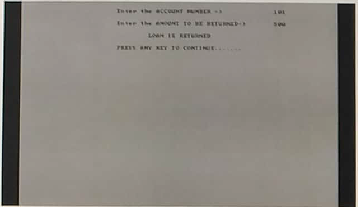 Enter the ACCOUNT NUMBER => 101
Enter the AMOUNT TO BE RETURNED=> 500
LOAN IS RETURNED
PRESS ANY KEY TO CONTINUE.......